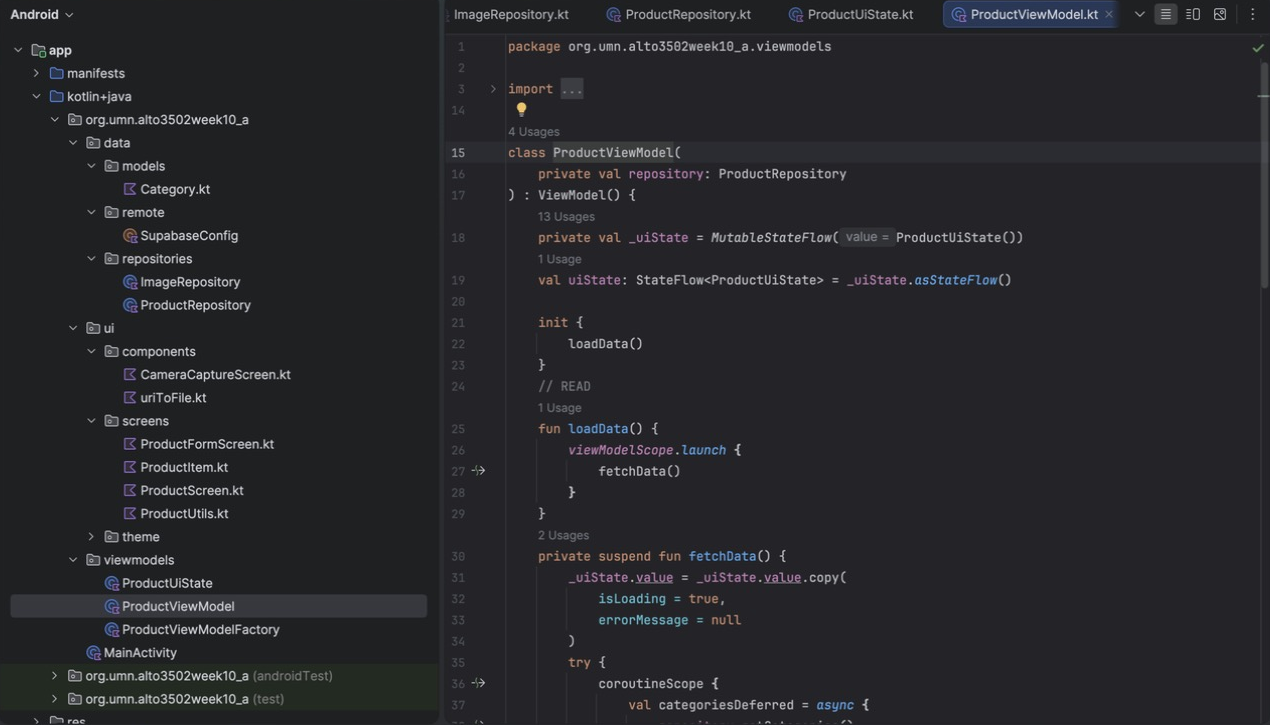 Android
app
manifests
kotlin+java
org.umn.alto3502week10_a
data
models
Category.kt
remote
SupabaseConfig
repositories
ImageRepository
ProductRepository
ui
components
CameraCaptureScreen.kt
uriToFile.kt
screens
ProductFormScreen.kt
ProductItem.kt
ProductScreen.kt
ProductUtils.kt
theme
viewmodels
ProductUiState
ProductViewModel
ProductViewModelFactory
MainActivity
org.umn.alto3502week10_a (androidTest)
org.umn.alto3502week10_a (test)
res
ImageRepository.kt ProductRepository.kt ProductUiState.kt ProductViewModel.kt ×
1 package org.umn.alto3502week10_a.viewmodels
2
3 import ...
14
4 Usages
15 class ProductViewModel(
16 private val repository: ProductRepository
17 ) : ViewModel() {
13 Usages
18 private val _uiState = MutableStateFlow( value = ProductUiState())
1 Usage
19 val uiState: StateFlow<ProductUiState> = _uiState.asStateFlow()
20
21 init {
22 loadData()
23 }
24 // READ
1 Usage
25 fun loadData() {
26 viewModelScope.launch {
27 fetchData()
28 }
29 }
2 Usages
30 private suspend fun fetchData() {
31 _uiState.value = _uiState.value.copy(
32 isLoading = true,
33 errorMessage = null
34 )
35 try {
36 coroutineScope {
37 val categoriesDeferred = async {